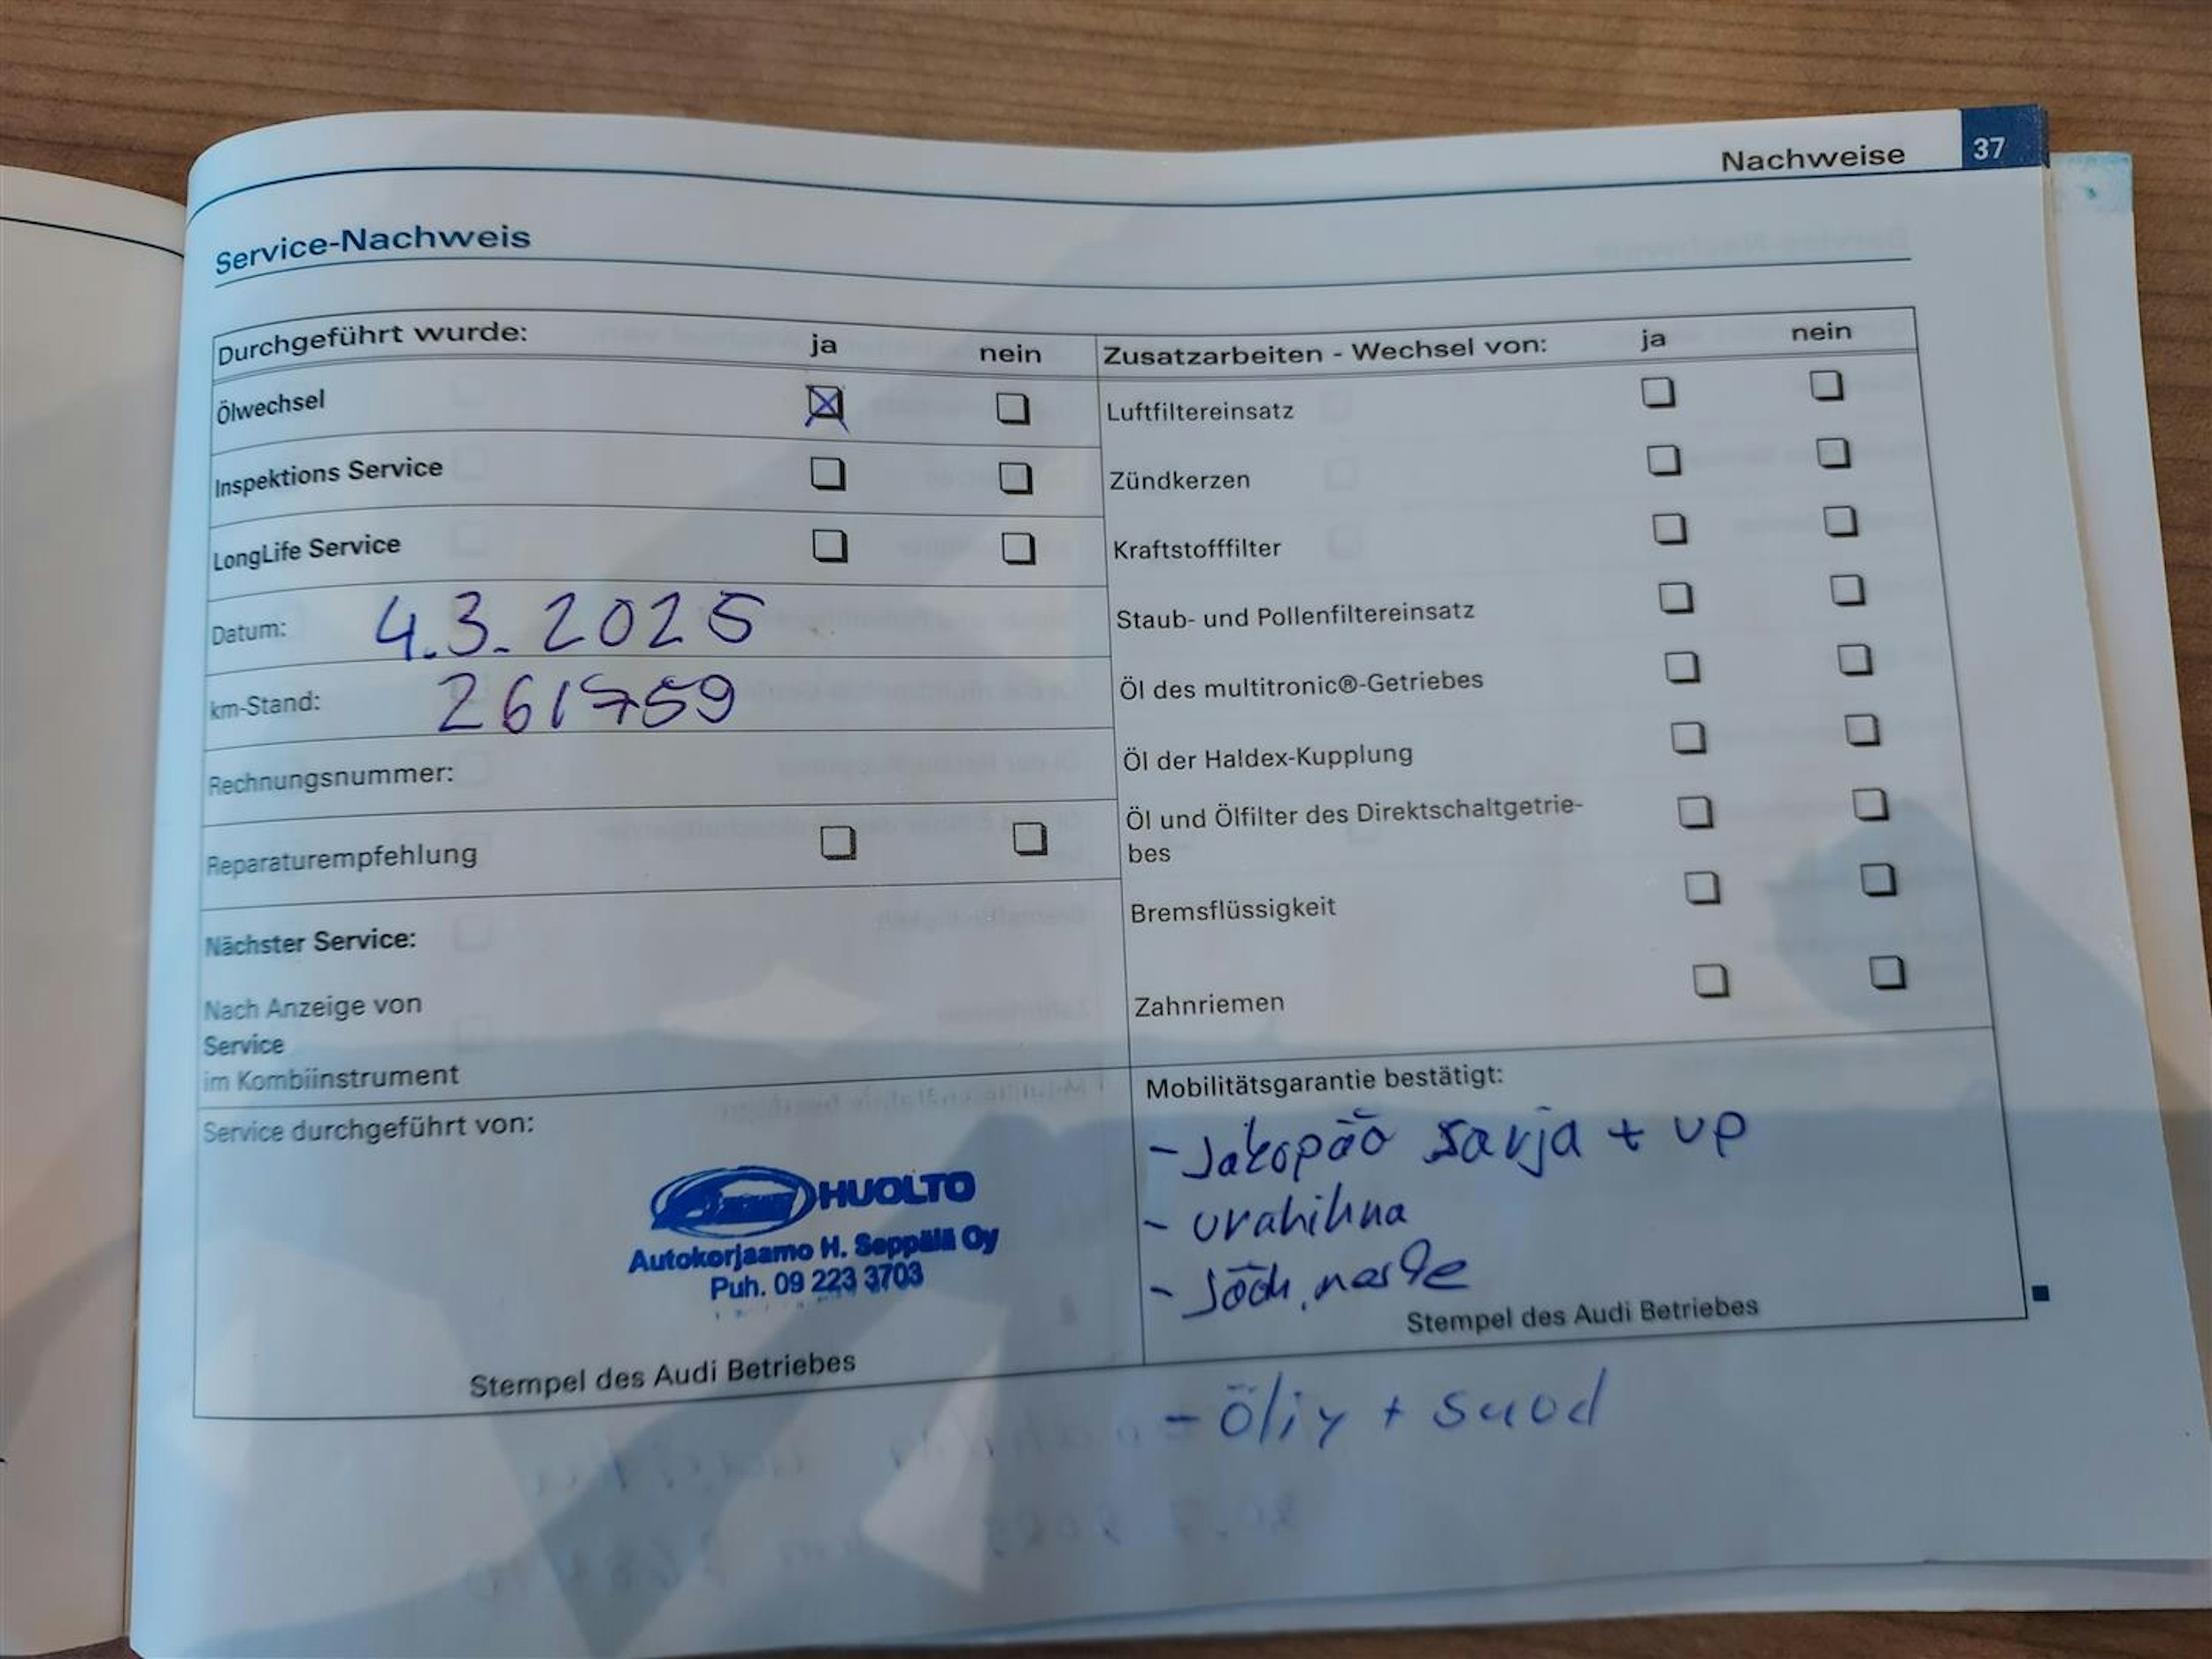 Nachweise 37
Service-Nachweis
Durchgeführt wurde: ja nein
Ölwechsel
Inspektions Service
LongLife Service
Datum: 4.3.2025
km-Stand: 261759
Rechnungsnummer:
Reparaturempfehlung
Nächster Service:
Nach Anzeige von
Service
im Kombiinstrument
Service durchgeführt von:
HUOLTO
Autokorjaamo H. Seppälä Oy
Puh. 09 223 3703
Stempel des Audi Betriebes
Zusatzarbeiten - Wechsel von: ja nein
Luftfiltereinsatz
Zündkerzen
Kraftstofffilter
Staub- und Pollenfiltereinsatz
Öl des multitronic®-Getriebes
Öl der Haldex-Kupplung
Öl und Ölfilter des Direktschaltgetrie-
bes
Bremsflüssigkeit
Zahnriemen
Mobilitätsgarantie bestätigt:
- Jakopää sarja + vp
- urahihna
- Jääh. neste
Stempel des Audi Betriebes
- öljy + suod